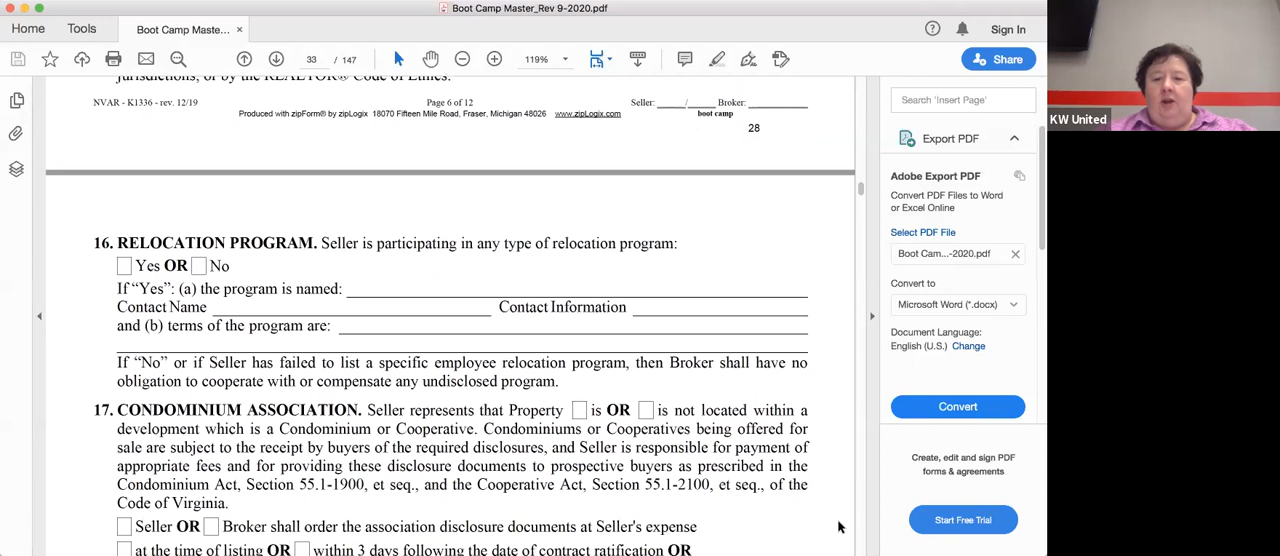 Boot Camp Master_Rev 9-2020.pdf
Home
Tools
Boot Camp Maste... ×
Sign In
33 / 147
119%
Share
jurisdictions, or by the REALTOR® Code of Ethics.
NVAR - K1336 - rev. 12/19
Page 6 of 12
Seller: _____/_____ Broker: __________
Produced with zipForm® by zipLogix 18070 Fifteen Mile Road, Fraser, Michigan 48026 www.zipLogix.com
boot camp
28
16. RELOCATION PROGRAM. Seller is participating in any type of relocation program:
Yes OR No
If “Yes”: (a) the program is named:
Contact Name Contact Information
and (b) terms of the program are:
If “No” or if Seller has failed to list a specific employee relocation program, then Broker shall have no
obligation to cooperate with or compensate any undisclosed program.
17. CONDOMINIUM ASSOCIATION. Seller represents that Property is OR is not located within a
development which is a Condominium or Cooperative. Condominiums or Cooperatives being offered for
sale are subject to the receipt by buyers of the required disclosures, and Seller is responsible for payment of
appropriate fees and for providing these disclosure documents to prospective buyers as prescribed in the
Condominium Act, Section 55.1-1900, et seq., and the Cooperative Act, Section 55.1-2100, et seq., of the
Code of Virginia.
Seller OR Broker shall order the association disclosure documents at Seller's expense
at the time of listing OR within 3 days following the date of contract ratification OR
Search 'Insert Page'
Export PDF
Adobe Export PDF
Convert PDF Files to Word
or Excel Online
Select PDF File
Boot Cam...-2020.pdf
Convert to
Microsoft Word (*.docx)
Document Language:
English (U.S.) Change
Convert
Create, edit and sign PDF
forms & agreements
Start Free Trial
KW United